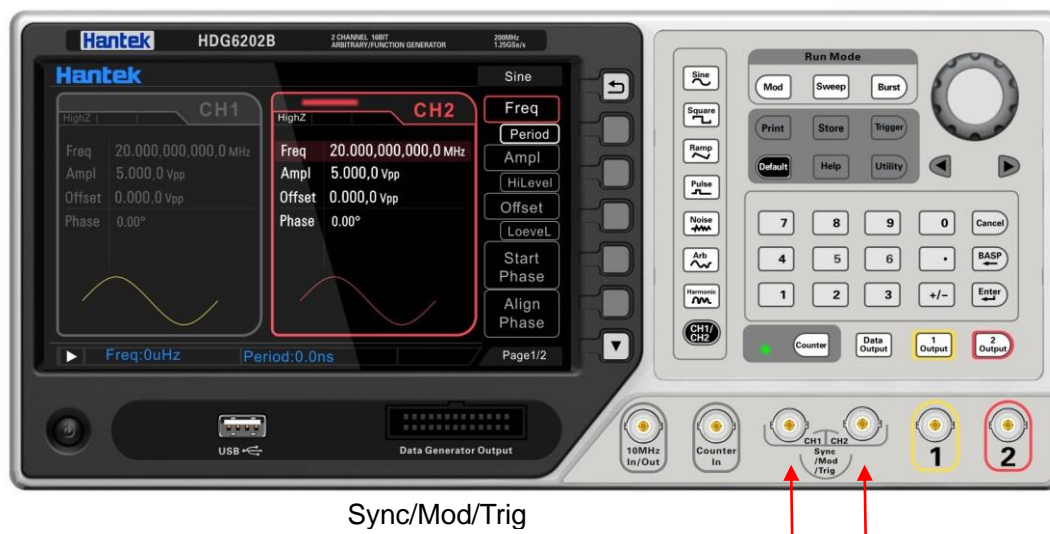 Hantek HDG6202B 2 CHANNEL 16BIT 200MHz
ARBITRARY/FUNCTION GENERATOR 1.25GSa/s
Hantek Sine
CH1
HighZ
Freq 20.000,000,000,0 MHz
Ampl 5.000,0 Vpp
Offset 0.000,0 Vpp
Phase 0.00°
CH2
HighZ
Freq 20.000,000,000,0 MHz
Ampl 5.000,0 Vpp
Offset 0.000,0 Vpp
Phase 0.00°
Freq
Period
Ampl
HiLevel
Offset
LoeveL
Start
Phase
Align
Phase
Freq:0uHz Period:0.0ns Page1/2
Sine
Square
Ramp
Pulse
Noise
Arb
Harmonic
CH1/
CH2
Run Mode
Mod Sweep Burst
Print Store Trigger
Default Help Utility
7 8 9 0 Cancel
4 5 6 . BASP
1 2 3 +/- Enter
Counter
Data
Output
1
Output
2
Output
USB
Data Generator Output
10MHz
In/Out
Counter
In
CH1 CH2
Sync
/Mod
/Trig
1
2
Sync/Mod/Trig